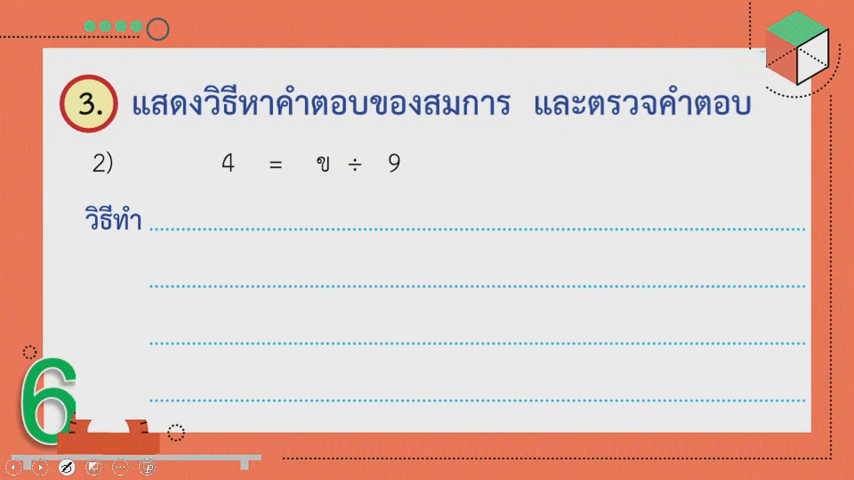 3. แสดงวิธีหาคำตอบของสมการ และตรวจคำตอบ
2) 4 = ข ÷ 9
วิธีทำ
6